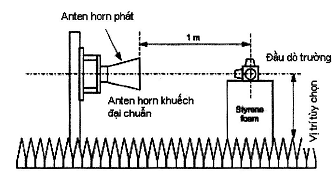 Anten horn phát
1 m
Đầu dò trường
Anten horn khuếch
đại chuẩn
Styrene
foam
Vị trí tùy chọn